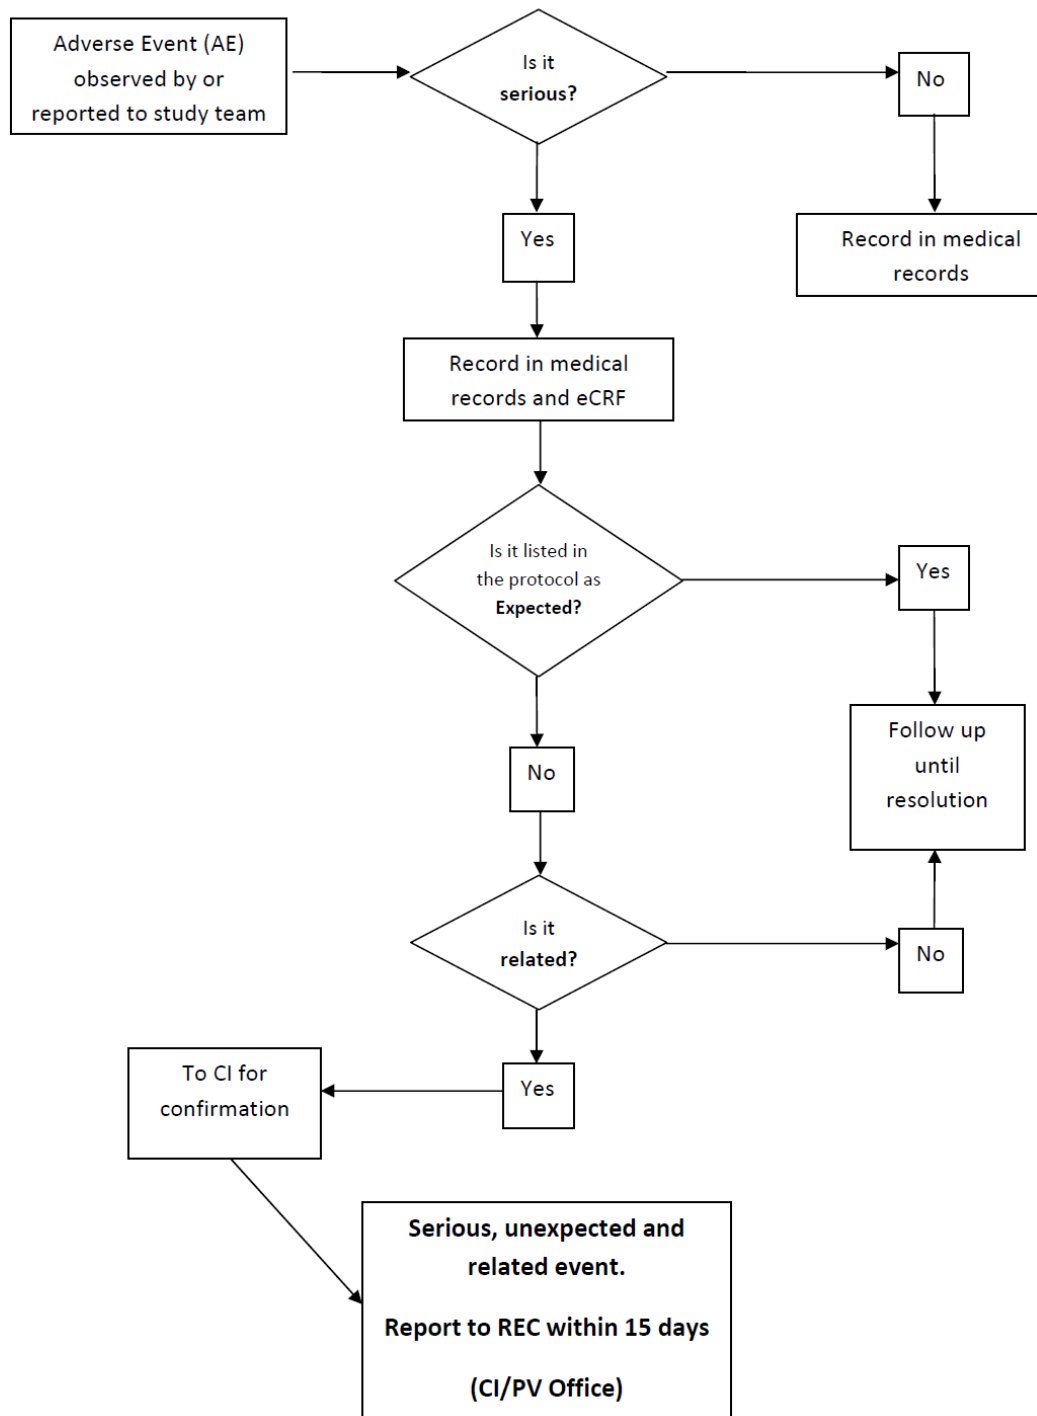 Adverse Event (AE)
observed by or
reported to study team
Is it
serious?
No
Record in medical
records
Yes
Record in medical
records and eCRF
Is it listed in
the protocol as
Expected?
Yes
Follow up
until
resolution
No
Is it
related?
No
Yes
To CI for
confirmation
Serious, unexpected and
related event.
Report to REC within 15 days
(CI/PV Office)